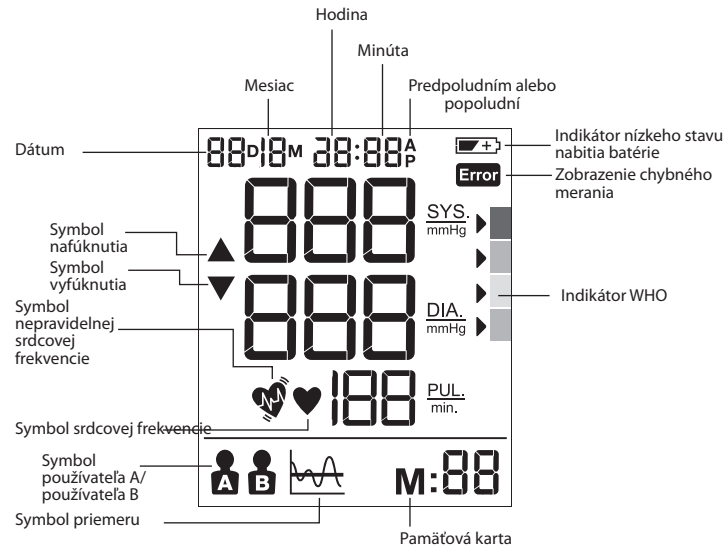 Hodina
Minúta
Mesiac
Predpoludním alebo
popoludní
Dátum
88D18M 28:88 A
P
Indikátor nízkeho stavu
nabitia batérie
Error
Zobrazenie chybného
merania
888
SYS.
mmHg
Symbol
nafúknutia
Symbol
vyfúknutia
888
DIA.
mmHg
Indikátor WHO
Symbol
nepravidelnej
srdcovej
frekvencie
188
PUL.
min.
Symbol srdcovej frekvencie
Symbol
používateľa A/
používateľa B
A
B
M:88
Symbol priemeru
Pamäťová karta